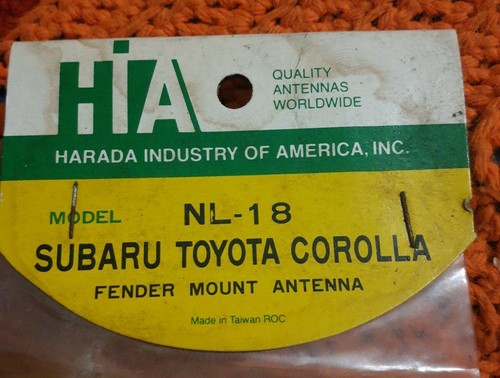 HiA
QUALITY
ANTENNAS
WORLDWIDE
HARADA INDUSTRY OF AMERICA, INC.
MODEL NL-18
SUBARU TOYOTA COROLLA
FENDER MOUNT ANTENNA
Made in Taiwan ROC